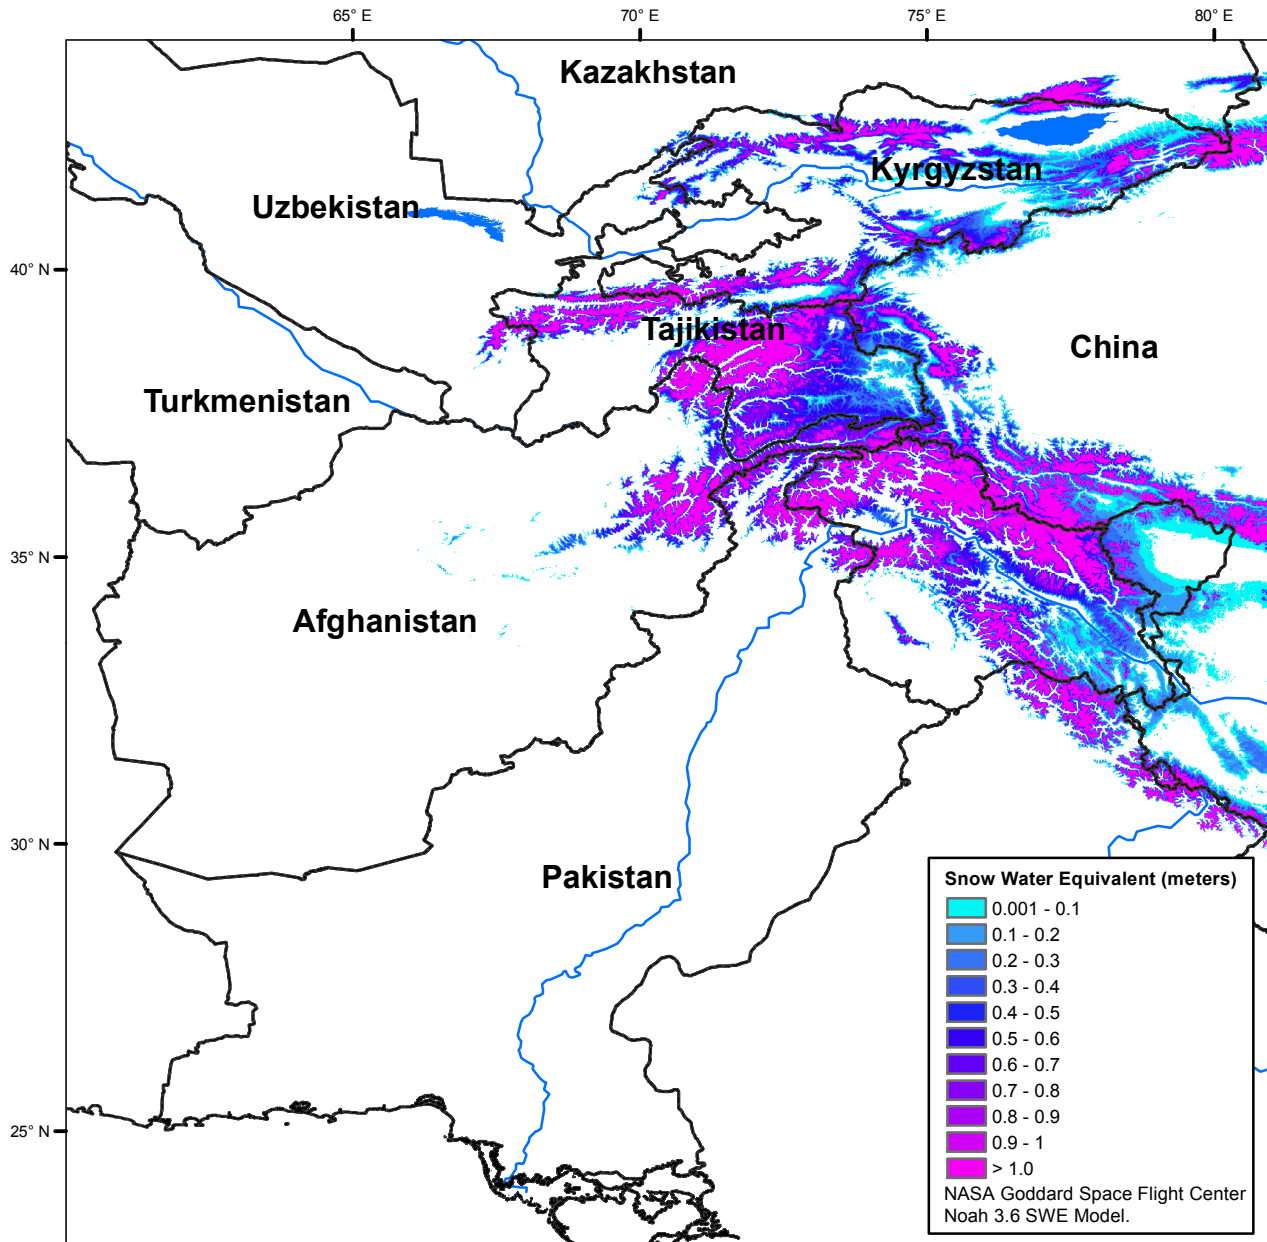 65° E
70° E
75° E
80° E
Kazakhstan
Kyrgyzstan
Uzbekistan
40° N
Tajikistan
China
Turkmenistan
35° N
Afghanistan
30° N
Pakistan
25° N
Snow Water Equivalent (meters)
0.001 - 0.1
0.1 - 0.2
0.2 - 0.3
0.3 - 0.4
0.4 - 0.5
0.5 - 0.6
0.6 - 0.7
0.7 - 0.8
0.8 - 0.9
0.9 - 1
> 1.0
NASA Goddard Space Flight Center
Noah 3.6 SWE Model.